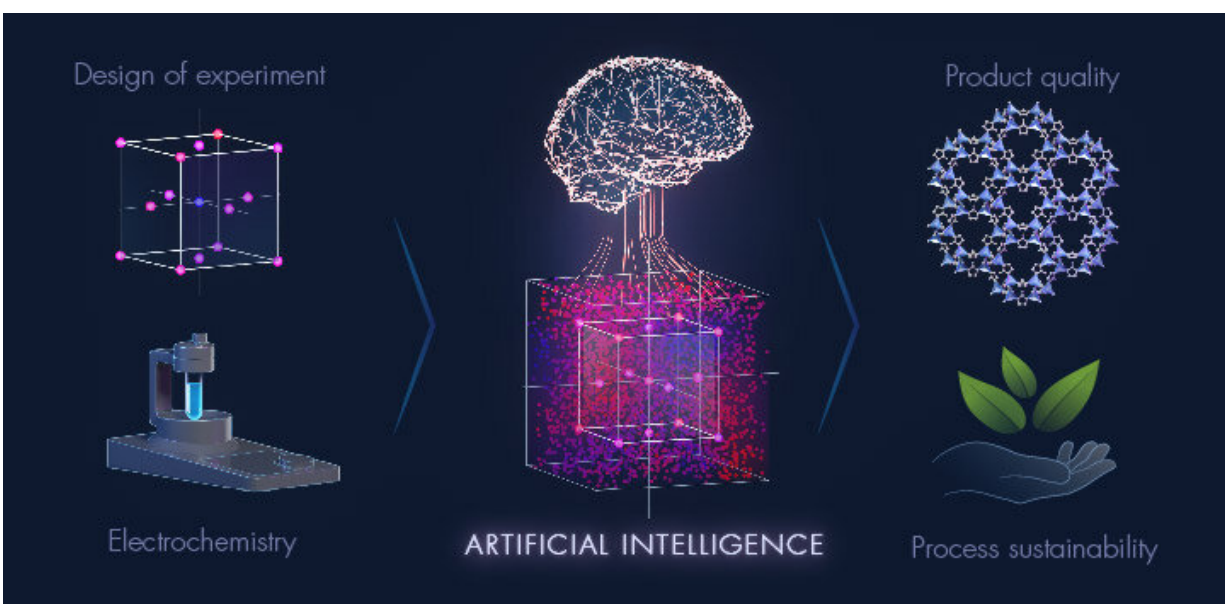 Design of experiment
Electrochemistry
ARTIFICIAL INTELLIGENCE
Product quality
Process sustainability